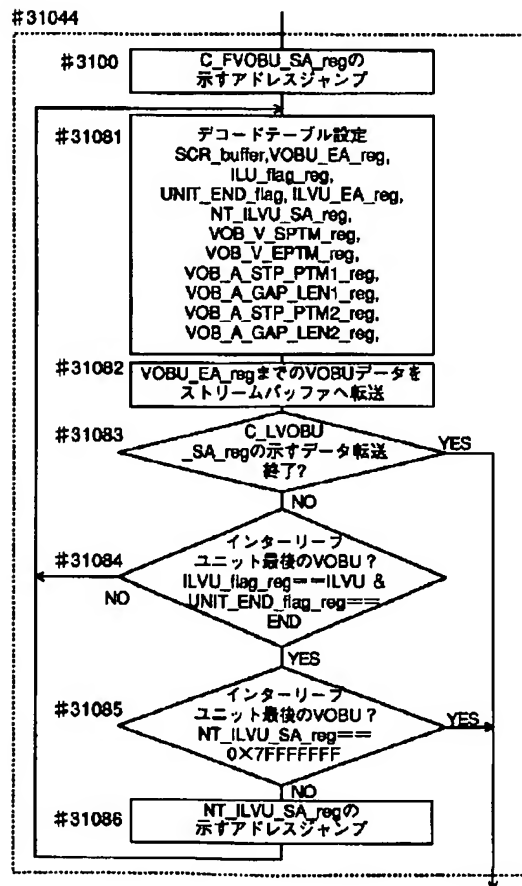 #31044
#3100
C_FVOBU_SA_regの
示すアドレスジャンプ
#31081
デコードテーブル設定
SCR_buffer,VOBU_EA_reg,
ILU_flag_reg,
UNIT_END_flag, ILVU_EA_reg,
NT_ILVU_SA_reg,
VOB_V_SPTM_reg,
VOB_V_EPTM_reg,
VOB_A_STP_PTM1_reg,
VOB_A_GAP_LEN1_reg,
VOB_A_STP_PTM2_reg,
VOB_A_GAP_LEN2_reg,
#31082
VOBU_EA_regまでのVOBUデータを
ストリームバッファへ転送
#31083
C_LVOBU
_SA_regの示すデータ転送
終了?
YES
NO
#31084
インターリーブ
ユニット最後のVOBU?
ILVU_flag_reg==ILVU &
UNIT_END_flag_reg==
END
NO
YES
#31085
インターリーブ
ユニット最後のVOBU?
NT_ILVU_SA_reg==
0×7FFFFFFF
YES
NO
#31086
NT_ILVU_SA_regの
示すアドレスジャンプ